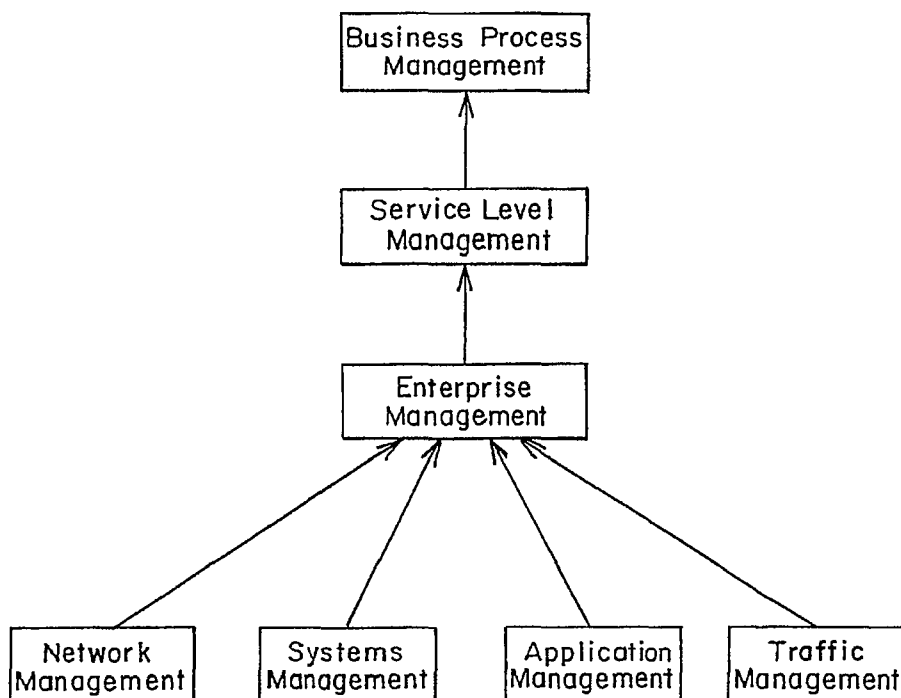 Business Process
Management
Service Level
Management
Enterprise
Management
Network
Management
Systems
Management
Application
Management
Traffic
Management